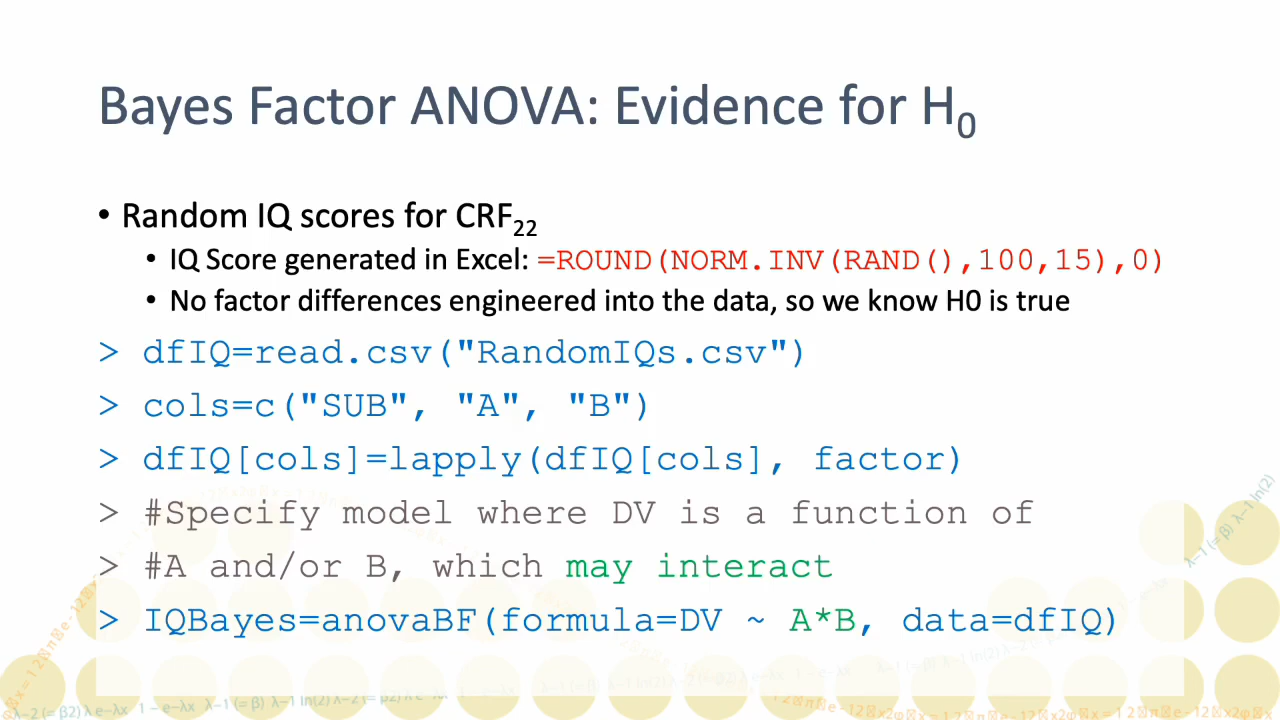 Bayes Factor ANOVA: Evidence for H0
• Random IQ scores for CRF22
• IQ Score generated in Excel: =ROUND(NORM.INV(RAND(),100,15),0)
• No factor differences engineered into the data, so we know H0 is true
> dfIQ=read.csv("RandomIQs.csv")
> cols=c("SUB", "A", "B")
> dfIQ[cols]=lapply(dfIQ[cols], factor)
> #Specify model where DV is a function of
> #A and/or B, which may interact
> IQBayes=anovaBF(formula=DV ~ A*B, data=dfIQ)